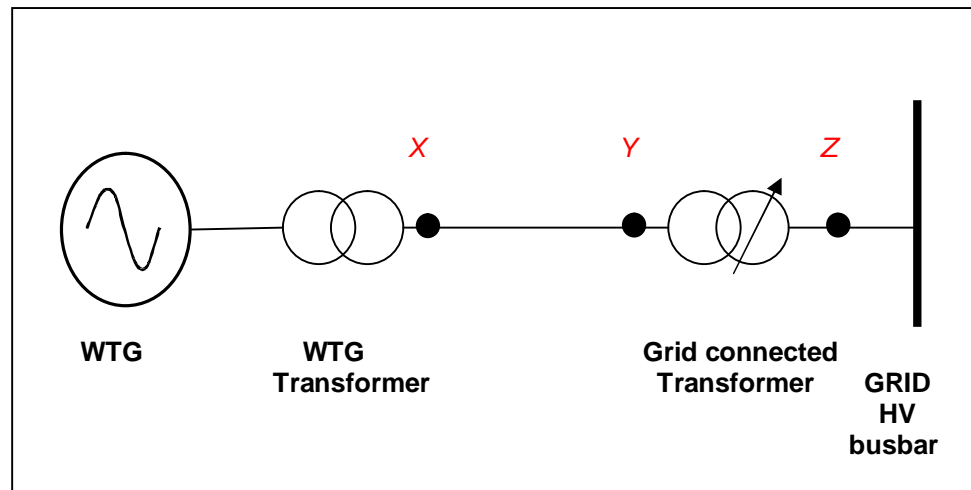 X
Y
Z
WTG
WTG
Transformer
Grid connected
Transformer
GRID
HV
busbar